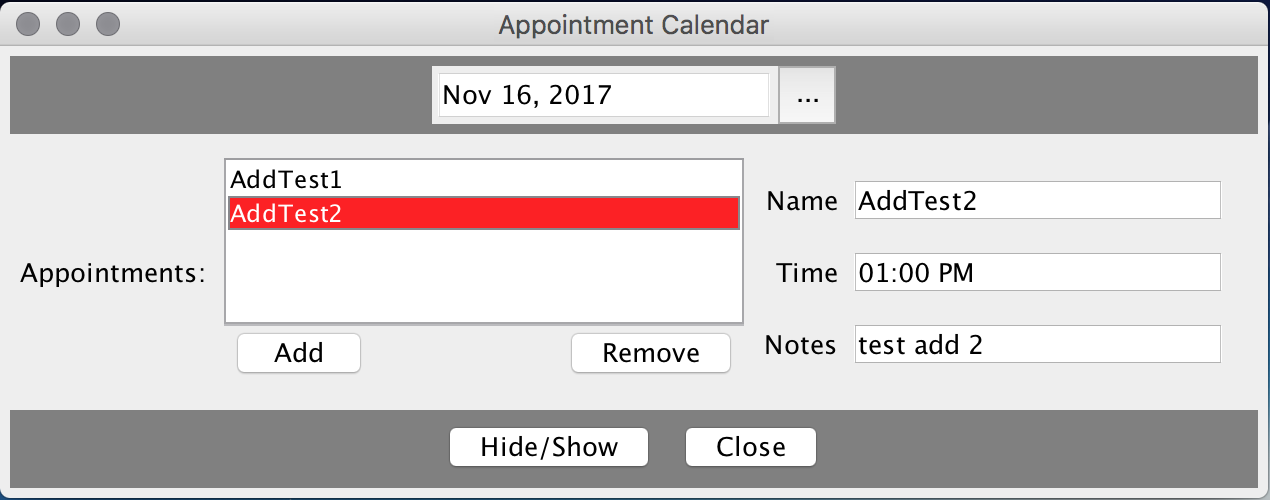 Appointment Calendar
Nov 16, 2017 ...
AddTest1
AddTest2
Appointments:
Add Remove
Name AddTest2
Time 01:00 PM
Notes test add 2
Hide/Show Close